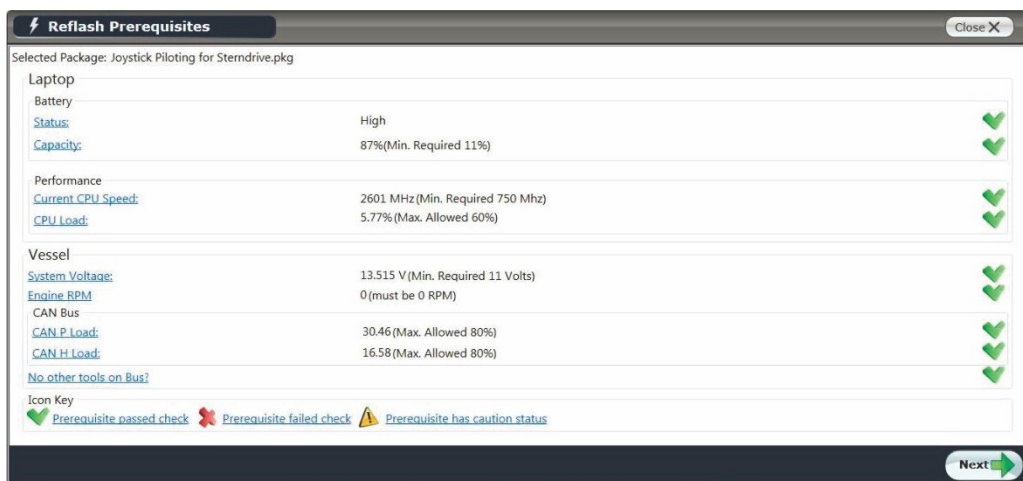 Reflash Prerequisites
Close X
Selected Package: Joystick Piloting for Sterndrive.pkg
Laptop
Battery
Status: High
Capacity: 87%(Min. Required 11%)
Performance
Current CPU Speed: 2601 MHz (Min. Required 750 Mhz)
CPU Load: 5.77% (Max. Allowed 60%)
Vessel
System Voltage: 13.515 V (Min. Required 11 Volts)
Engine RPM 0 (must be 0 RPM)
CAN Bus
CAN P Load: 30.46 (Max. Allowed 80%)
CAN H Load: 16.58 (Max. Allowed 80%)
No other tools on Bus?
Icon Key
Prerequisite passed check Prerequisite failed check Prerequisite has caution status
Next